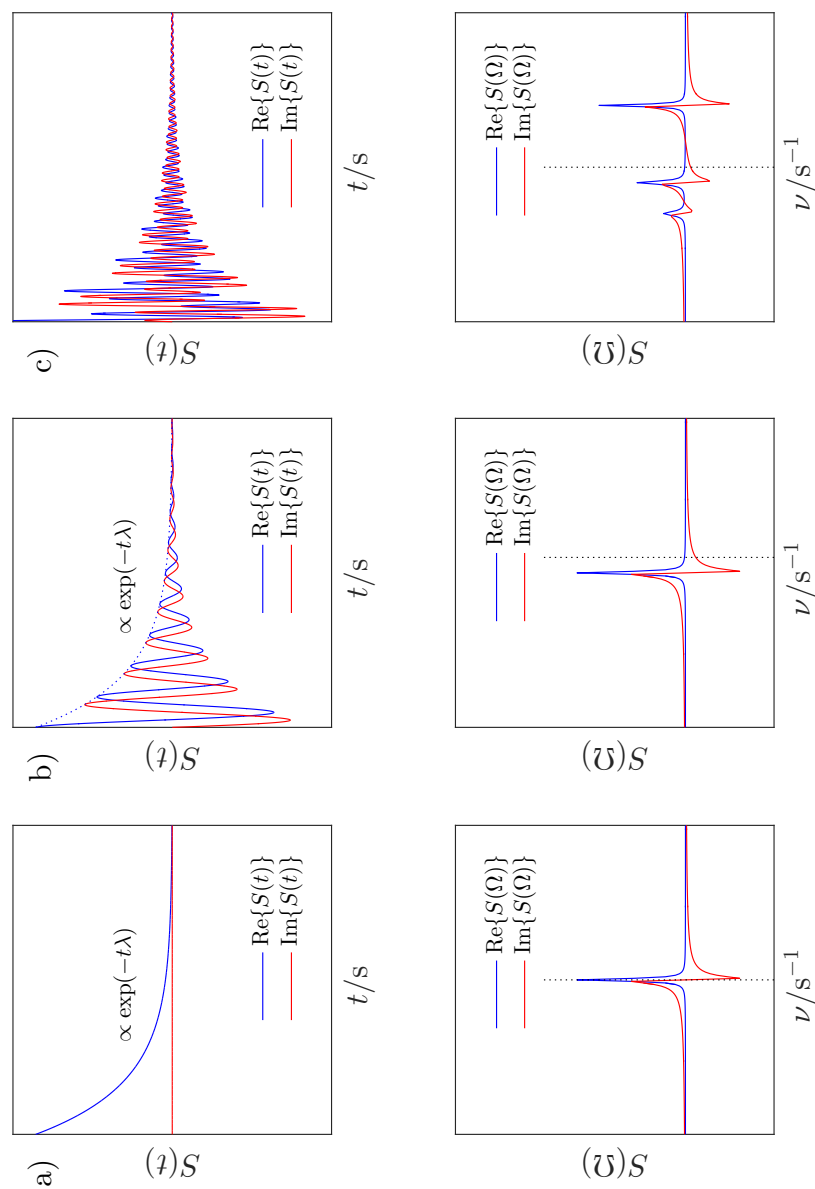 a)
S(t)
∝ exp(−tλ)
Re{S(t)}
Im{S(t)}
t/s
b)
S(t)
∝ exp(−tλ)
Re{S(t)}
Im{S(t)}
t/s
c)
S(t)
Re{S(t)}
Im{S(t)}
t/s
S(Ω)
Re{S(Ω)}
Im{S(Ω)}
ν/s⁻¹
S(Ω)
Re{S(Ω)}
Im{S(Ω)}
ν/s⁻¹
S(Ω)
Re{S(Ω)}
Im{S(Ω)}
ν/s⁻¹